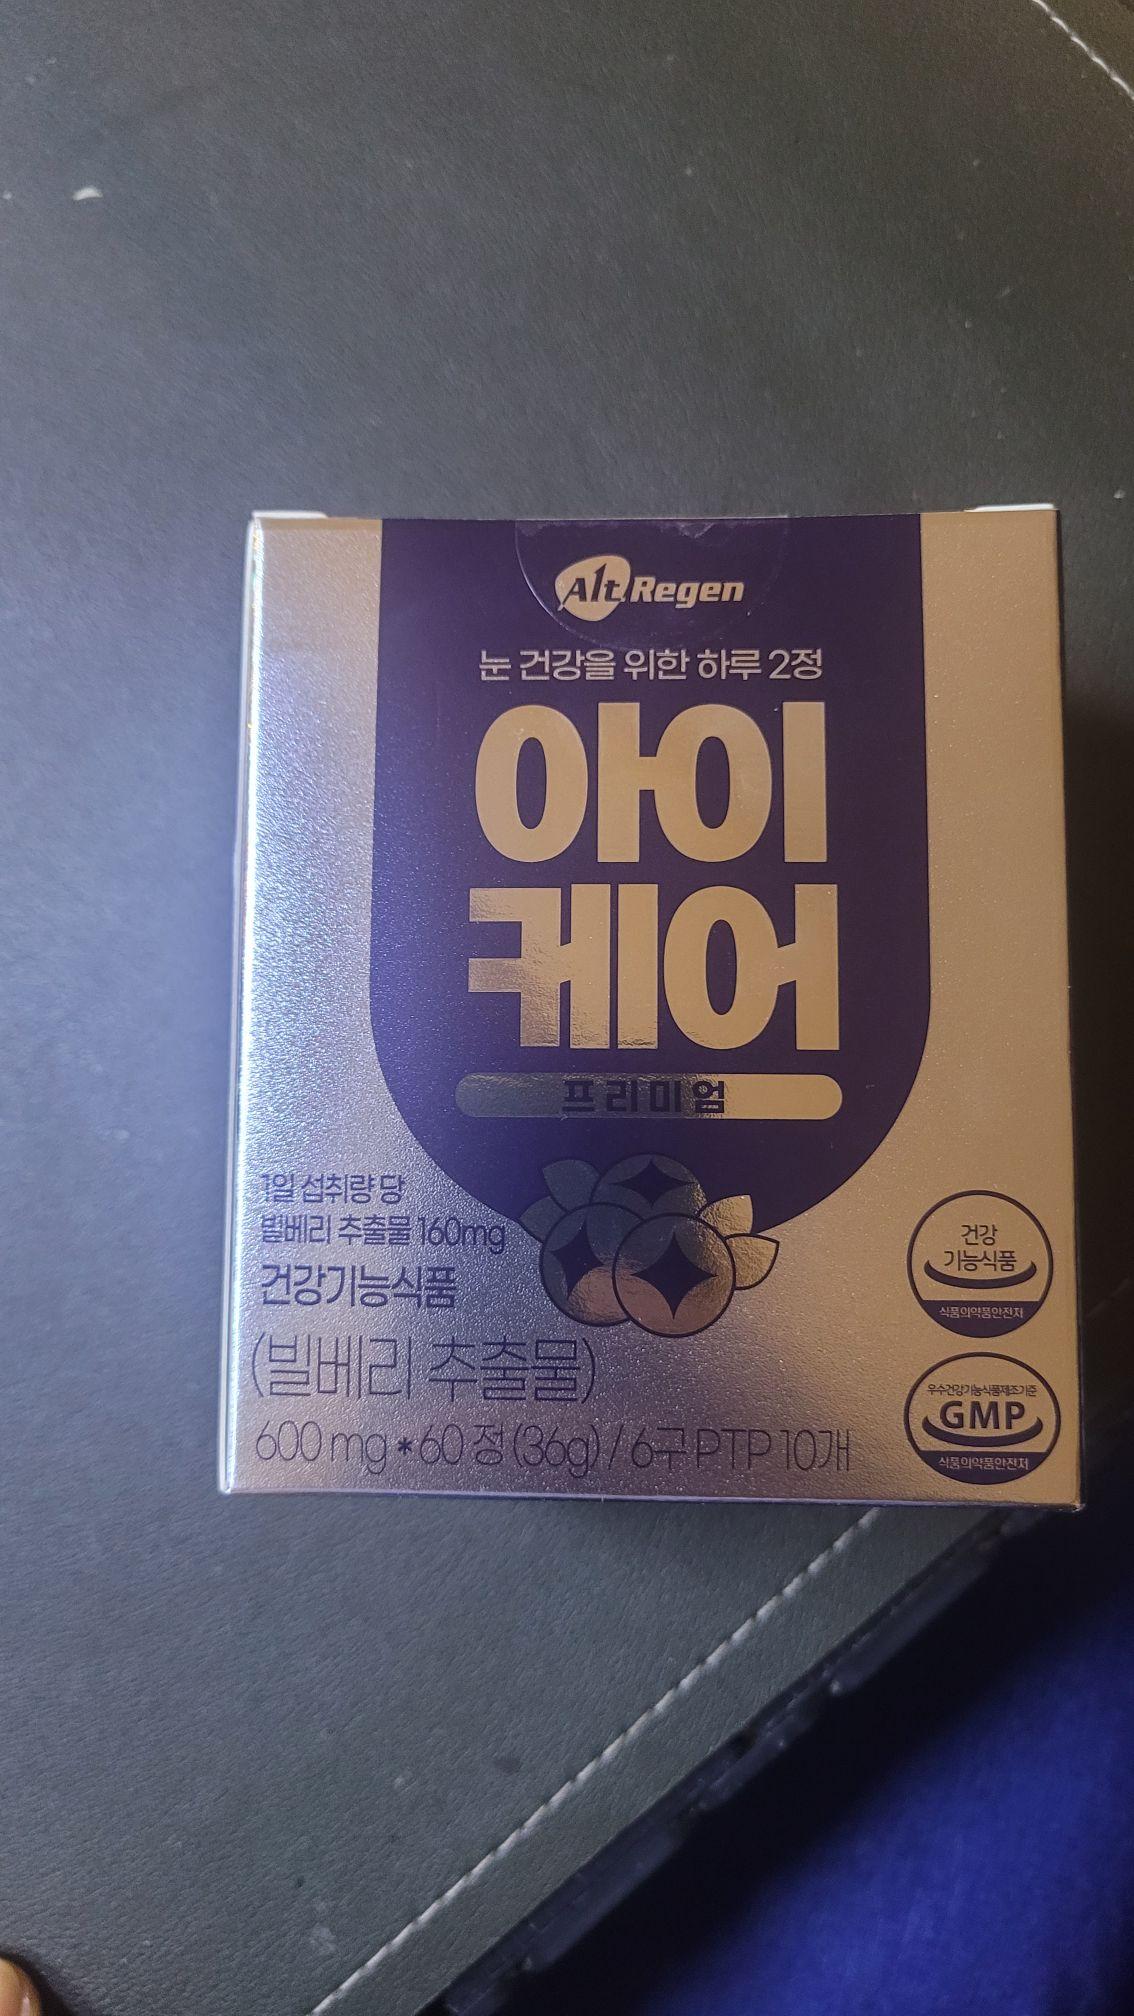 Alt.Regen
눈 건강을 위한 하루 2정
아이
케어
프리미엄
1일 섭취량 당
빌베리 추출물 160mg
건강기능식품
(빌베리 추출물)
600 mg * 60 정 (36g) / 6구 PTP 10개
건강
기능식품
식품의약품안전처
우수건강기능식품제조기준
GMP
식품의약품안전처